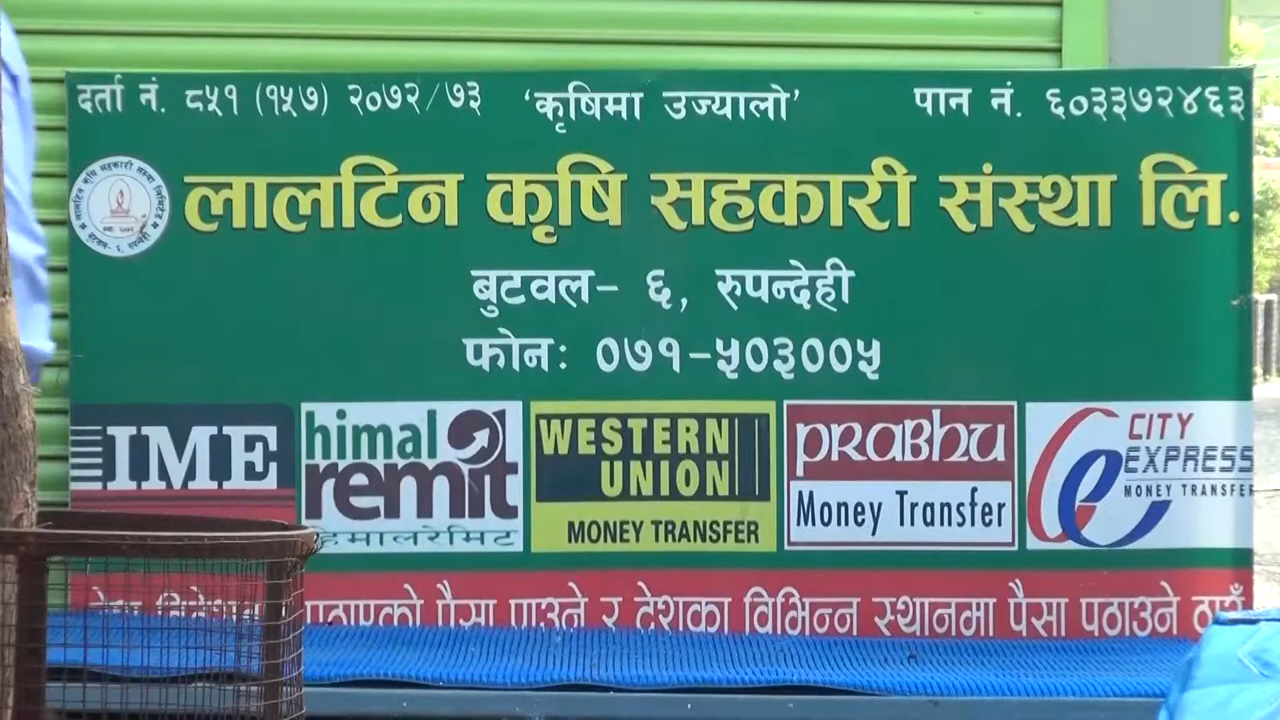 दर्ता नं. ८५१ (१५७) २०७२/७३ 'कृषिमा उज्यालो' पान नं. ६०३३७२४६३
लालटिन कृषि सहकारी संस्था लि.
बुटवल- ६, रुपन्देही
फोन: ०७१-५०३००५
IME himal remit हिमालरेमिट WESTERN UNION MONEY TRANSFER PRABHU Money Transfer CITY EXPRESS MONEY TRANSFER
पठाएको पैसा पाउने र देशका विभिन्न स्थानमा पैसा पठाउने ठाउँ